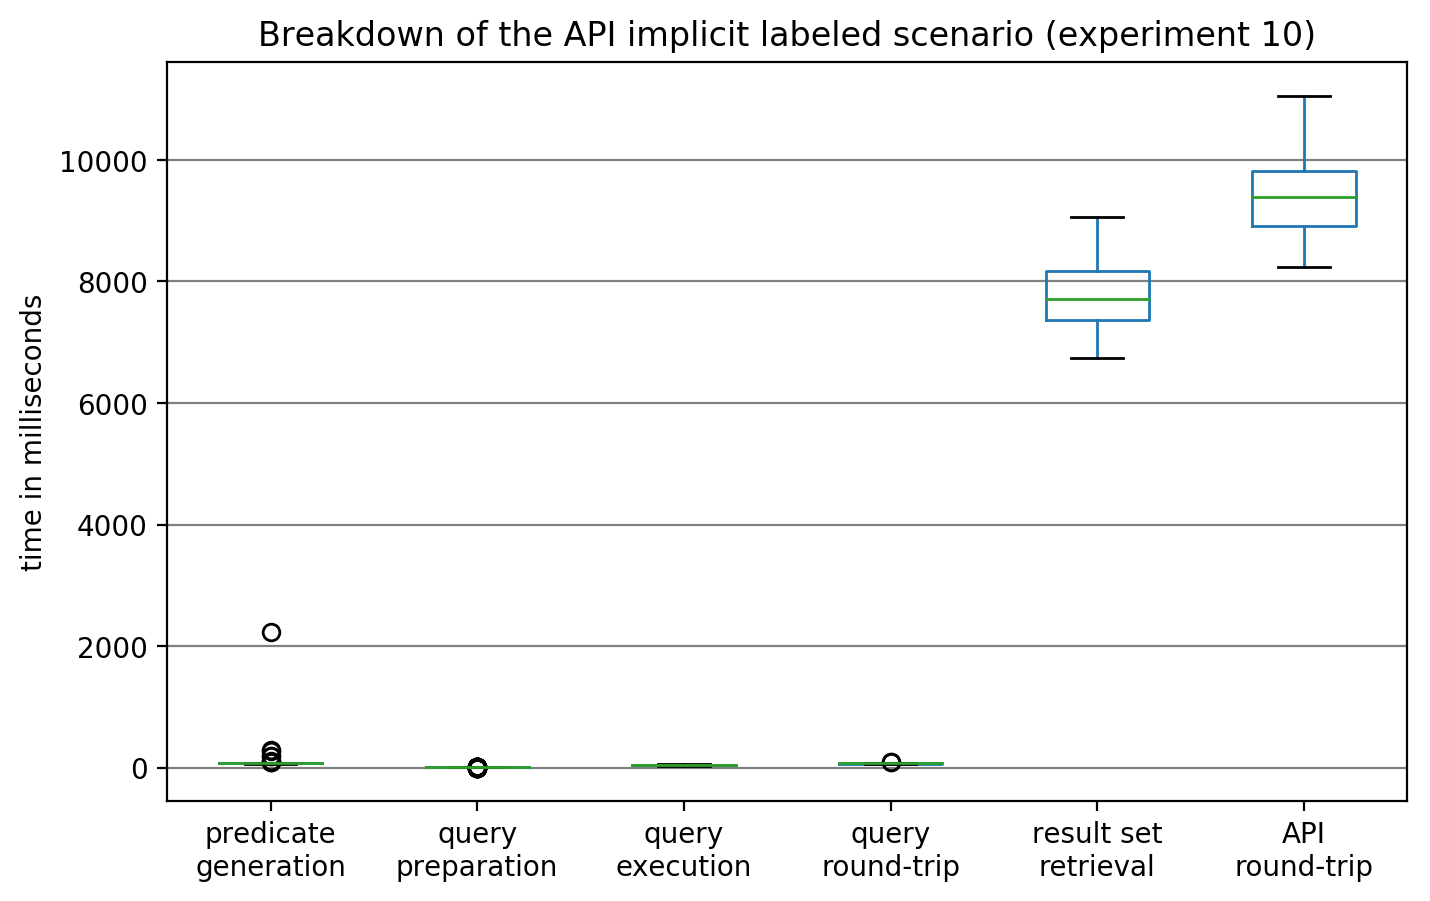 Breakdown of the API implicit labeled scenario (experiment 10)
time in milliseconds
10000
8000
6000
4000
2000
0
predicate
generation
query
preparation
query
execution
query
round-trip
result set
retrieval
API
round-trip